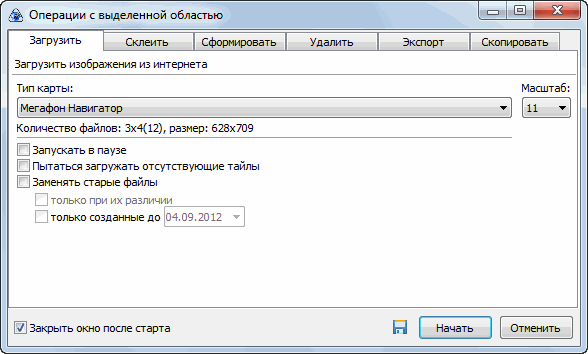 Операции с выделенной областью
Загрузить Склеить Сформировать Удалить Экспорт Скопировать
Загрузить изображения из интернета
Тип карты: Масштаб:
Мегафон Навигатор 11
Количество файлов: 3x4(12), размер: 628x709
Запускать в паузе
Пытаться загружать отсутствующие тайлы
Заменять старые файлы
только при их различии
только созданные до 04.09.2012
Закрыть окно после старта Начать Отменить